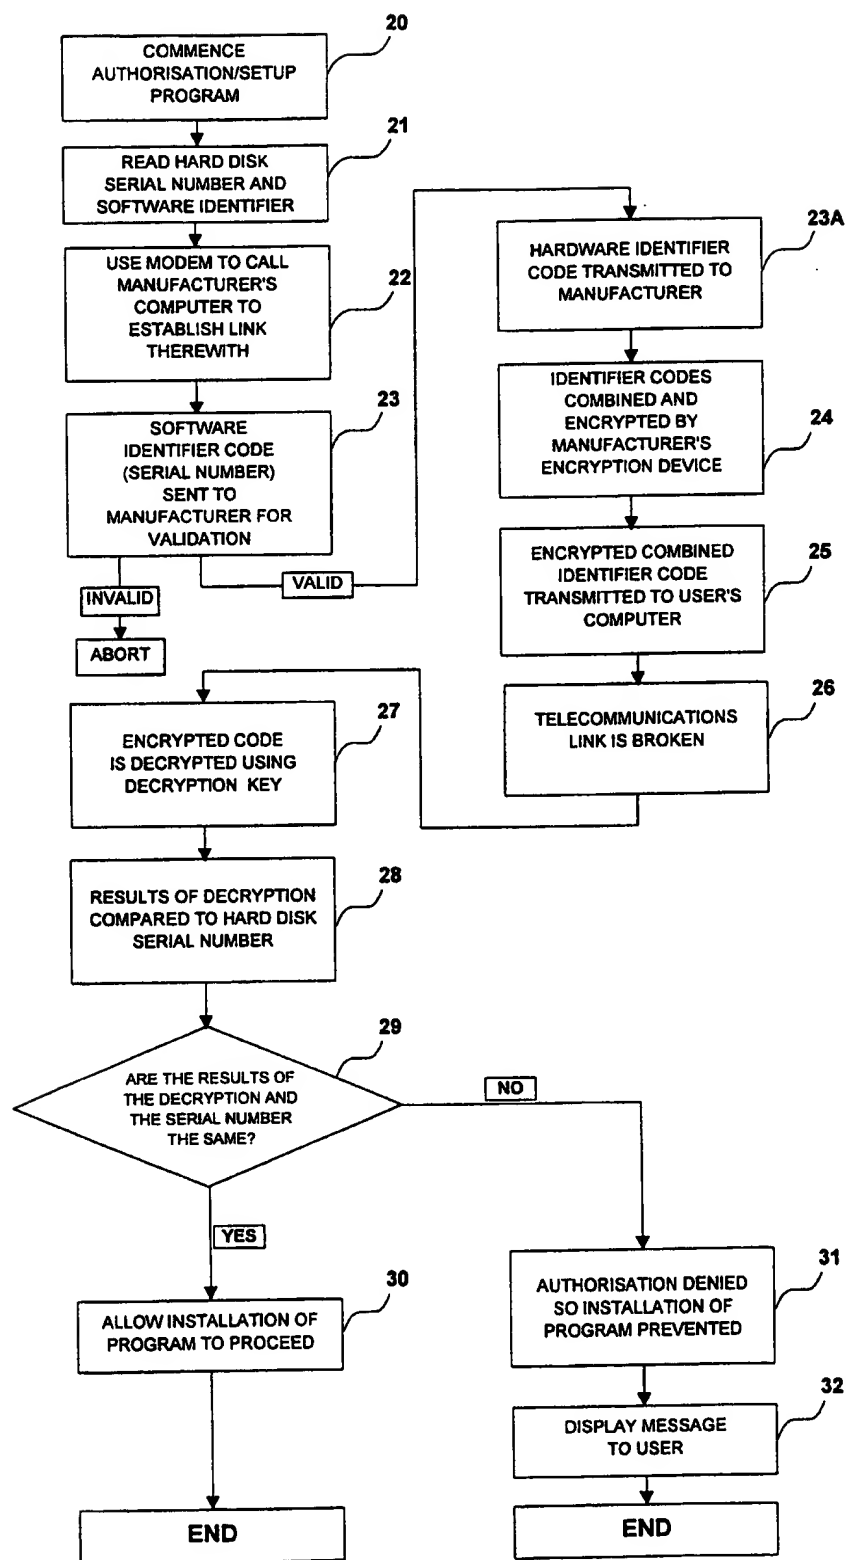 20
COMMENCE
AUTHORISATION/SETUP
PROGRAM
21
READ HARD DISK
SERIAL NUMBER AND
SOFTWARE IDENTIFIER
22
USE MODEM TO CALL
MANUFACTURER'S
COMPUTER TO
ESTABLISH LINK
THEREWITH
23
SOFTWARE
IDENTIFIER CODE
(SERIAL NUMBER)
SENT TO
MANUFACTURER FOR
VALIDATION
INVALID
VALID
ABORT
23A
HARDWARE IDENTIFIER
CODE TRANSMITTED TO
MANUFACTURER
24
IDENTIFIER CODES
COMBINED AND
ENCRYPTED BY
MANUFACTURER'S
ENCRYPTION DEVICE
25
ENCRYPTED COMBINED
IDENTIFIER CODE
TRANSMITTED TO USER'S
COMPUTER
26
TELECOMMUNICATIONS
LINK IS BROKEN
27
ENCRYPTED CODE
IS DECRYPTED USING
DECRYPTION KEY
28
RESULTS OF DECRYPTION
COMPARED TO HARD DISK
SERIAL NUMBER
29
ARE THE RESULTS OF
THE DECRYPTION AND
THE SERIAL NUMBER
THE SAME?
NO
YES
30
ALLOW INSTALLATION OF
PROGRAM TO PROCEED
END
31
AUTHORISATION DENIED
SO INSTALLATION OF
PROGRAM PREVENTED
32
DISPLAY MESSAGE
TO USER
END